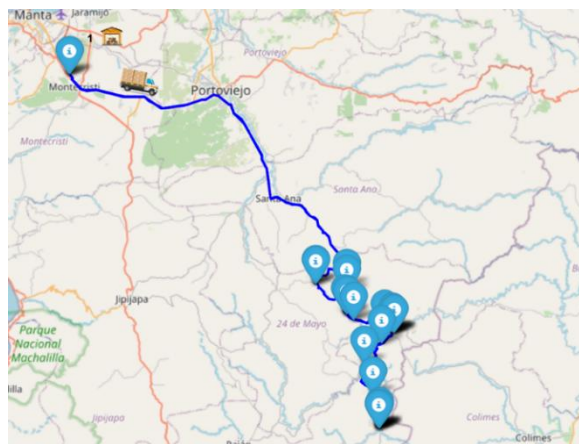 Manta
Jaramijó
1
Montecristi
Portoviejo
Portoviejo
Montecristi
Santa Ana
Santa Ana
Jipijapa
24 de Mayo
Parque
Nacional
Machalilla
Jipijapa
Paján
Colimes
Colimes